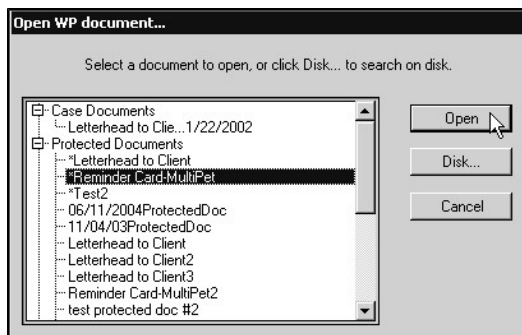 Open WP document...
Select a document to open, or click Disk... to search on disk.
Case Documents
Letterhead to Clie...1/22/2002
Protected Documents
*Letterhead to Client
*Reminder Card-MultiPet
*Test2
06/11/2004ProtectedDoc
11/04/03ProtectedDoc
Letterhead to Client
Letterhead to Client2
Letterhead to Client3
Reminder Card-MultiPet2
test protected doc #2
Open
Disk...
Cancel